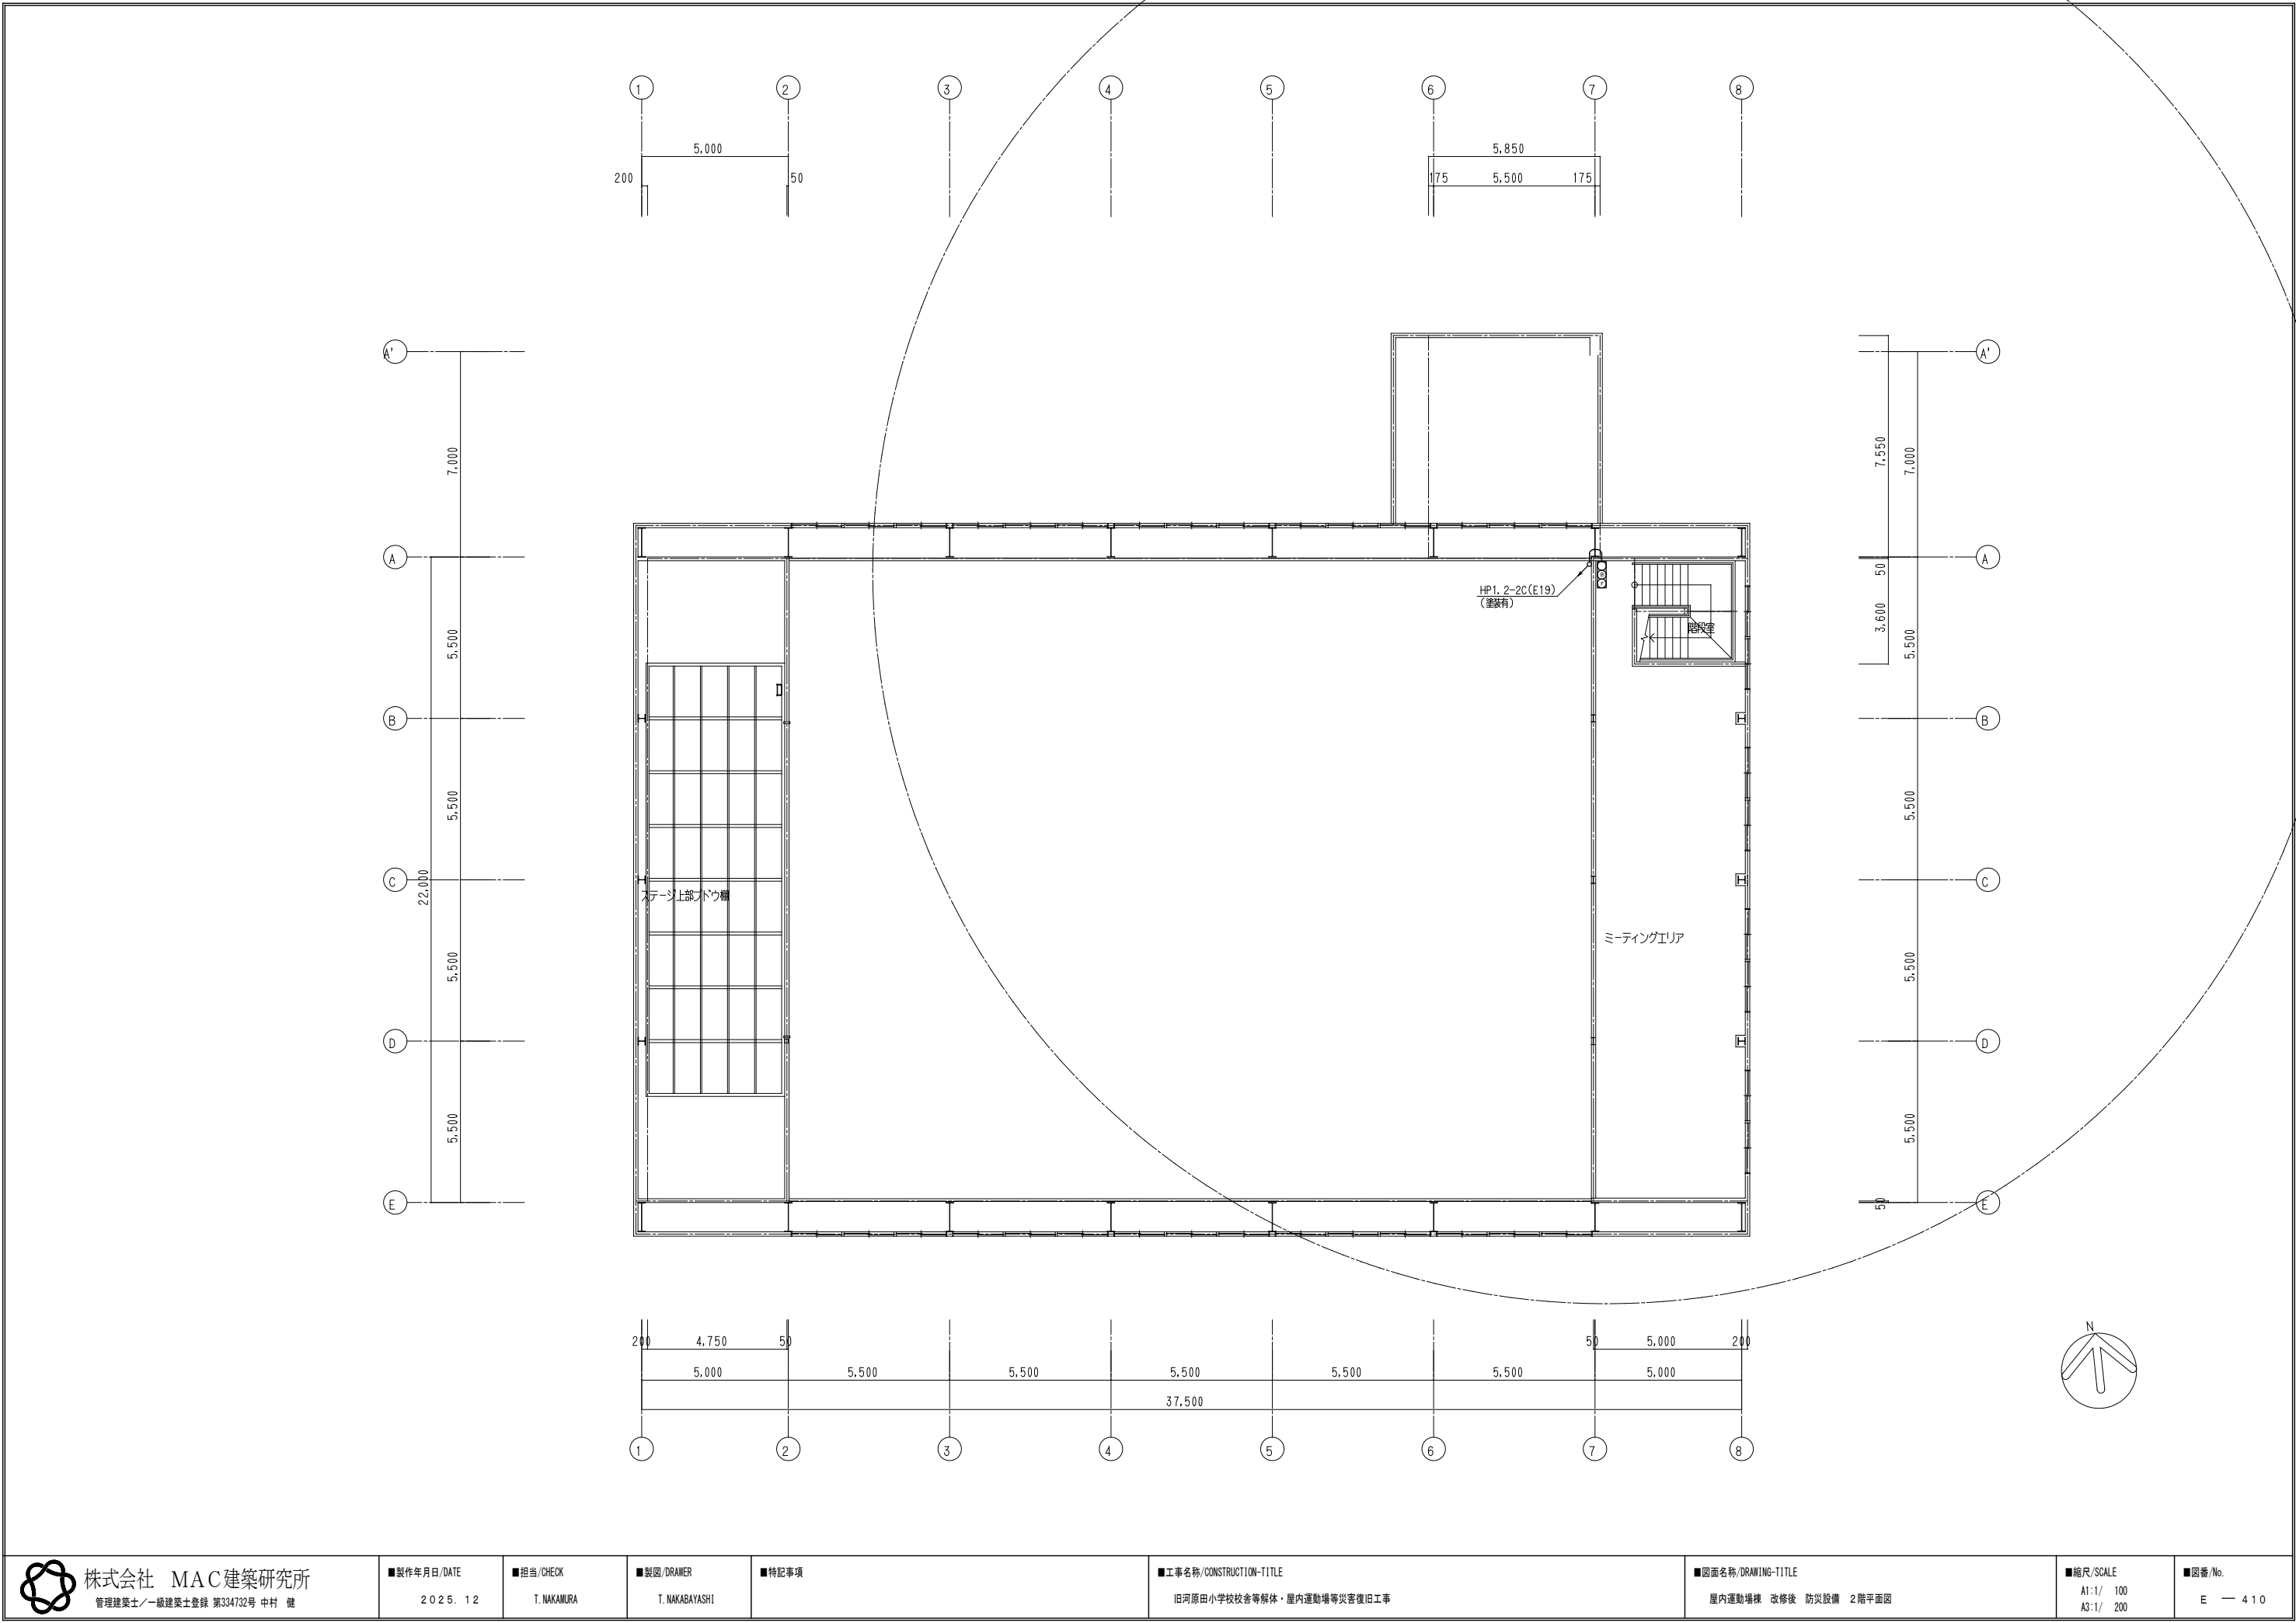 1 2 3 4 5 6 7 8
5,000 5,850
200 50 175 5,500 175
A' A'
7,000 7,550 7,000
A A
HP1.2-2C(E19)
(塗装有)
50
階段室
5,500 3,600 5,500
B B
5,500 5,500
C C
22,000
ステージ上部ブドウ棚
ミーティングエリア
5,500 5,500
D D
5,500 5,500
E 50 E
200 4,750 50 50 5,000 200
5,000 5,500 5,500 5,500 5,500 5,500 5,000
37,500
N
1 2 3 4 5 6 7 8
株式会社 MAC建築研究所
管理建築士/一級建築士登録 第334732号 中村 健
■製作年月日/DATE
2025. 12
■担当/CHECK
T.NAKAMURA
■製図/DRAWER
T.NAKABAYASHI
■特記事項
■工事名称/CONSTRUCTION-TITLE
旧河原田小学校校舎等解体・屋内運動場等災害復旧工事
■図面名称/DRAWING-TITLE
屋内運動場棟 改修後 防災設備 2階平面図
■縮尺/SCALE
A1:1/ 100
A3:1/ 200
■図番/No.
E — 410